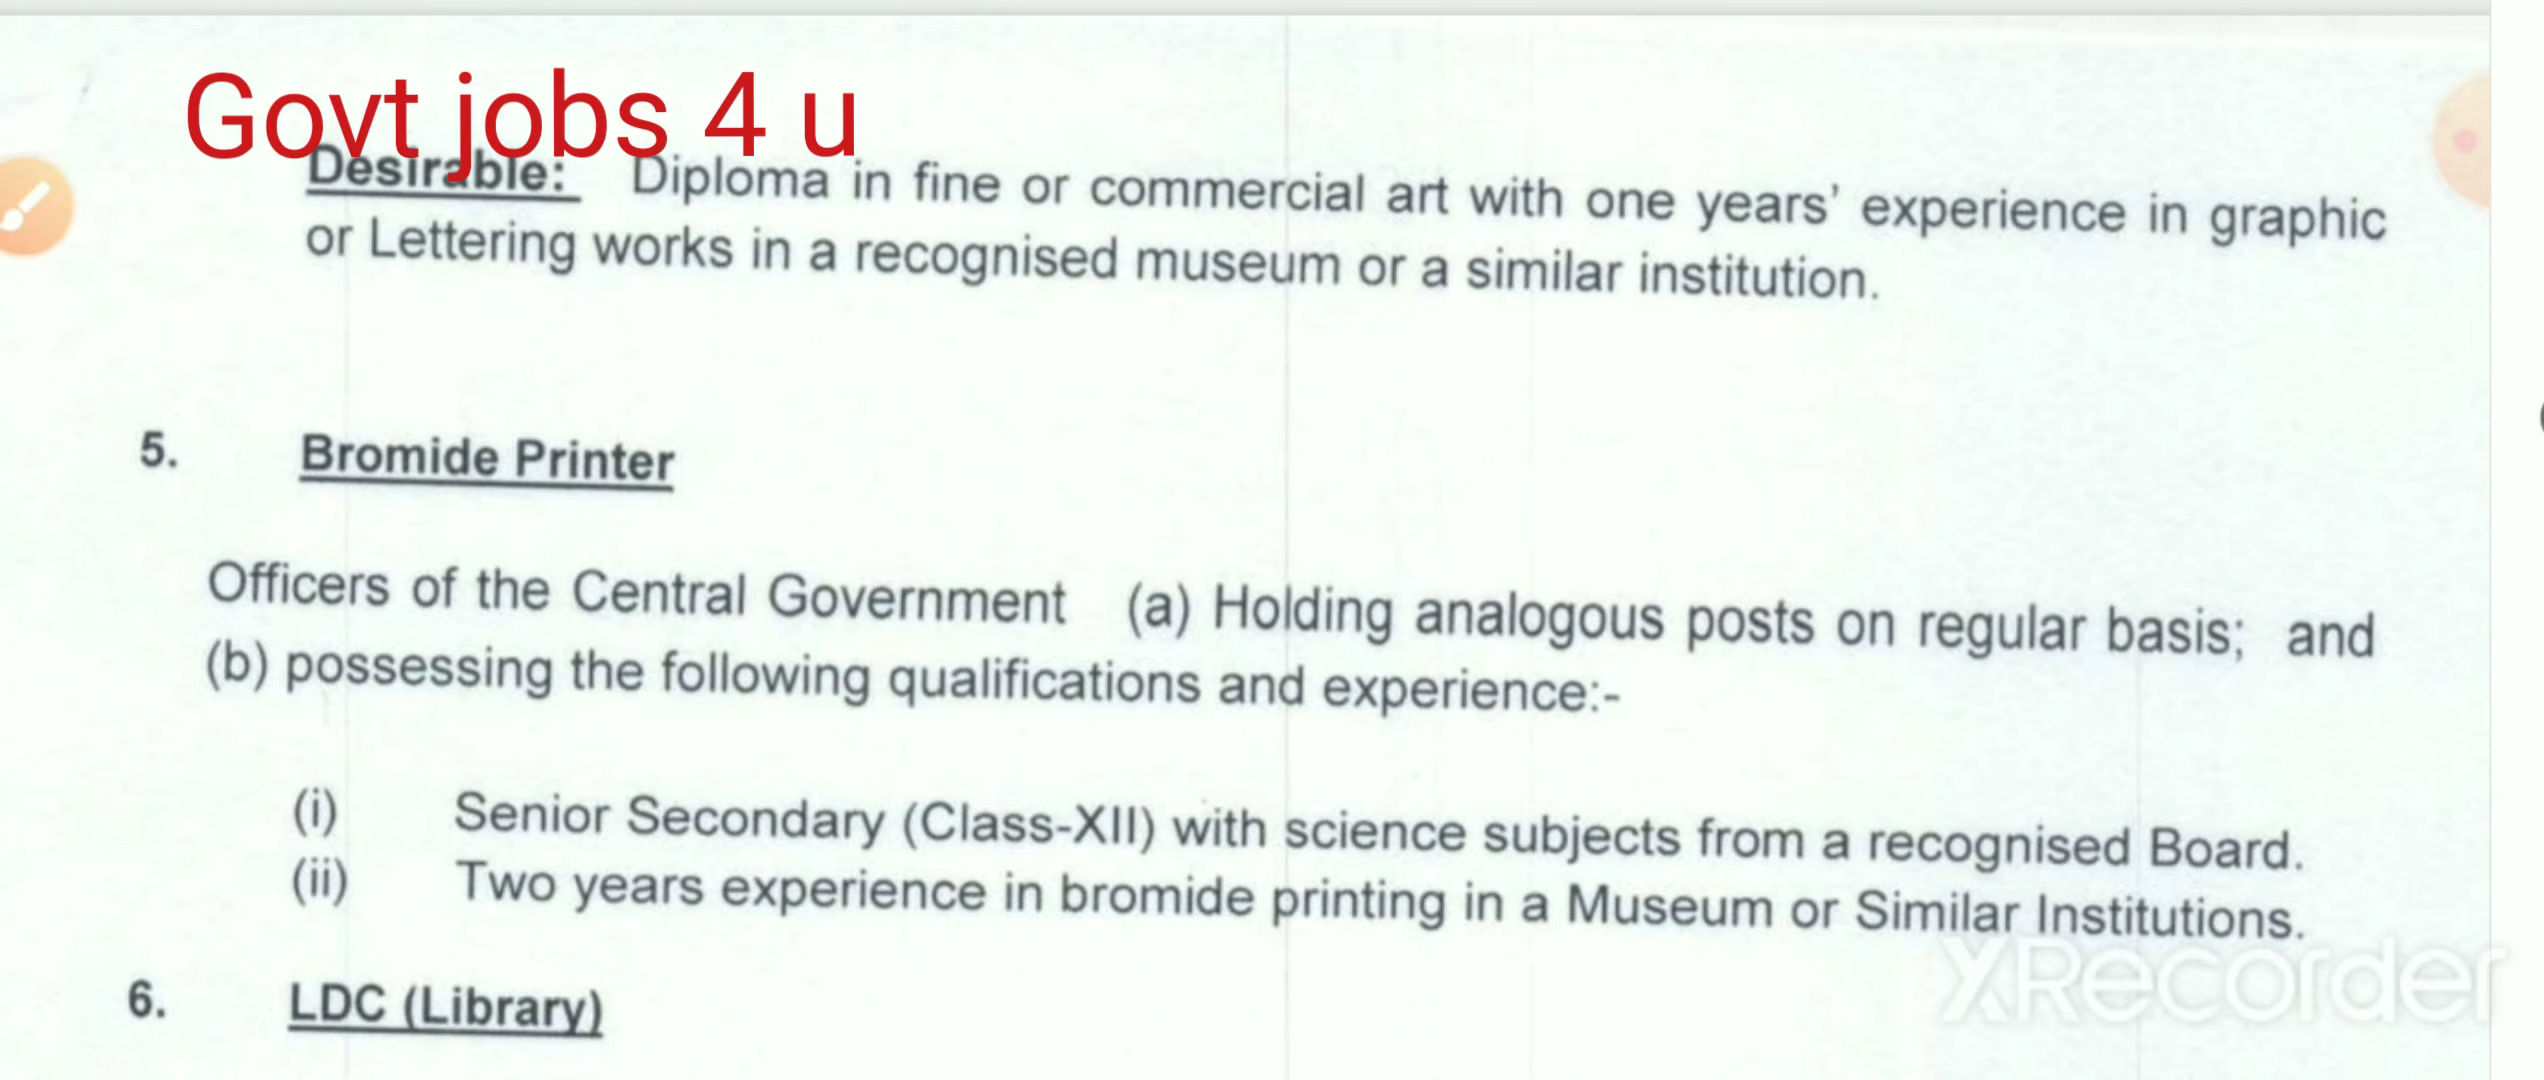 Govt jobs 4 u
Desirable: Diploma in fine or commercial art with one years' experience in graphic
or Lettering works in a recognised museum or a similar institution.
5. Bromide Printer
Officers of the Central Government (a) Holding analogous posts on regular basis; and
(b) possessing the following qualifications and experience:-
(i) Senior Secondary (Class-XII) with science subjects from a recognised Board.
(ii) Two years experience in bromide printing in a Museum or Similar Institutions.
XRecorder
6. LDC (Library)